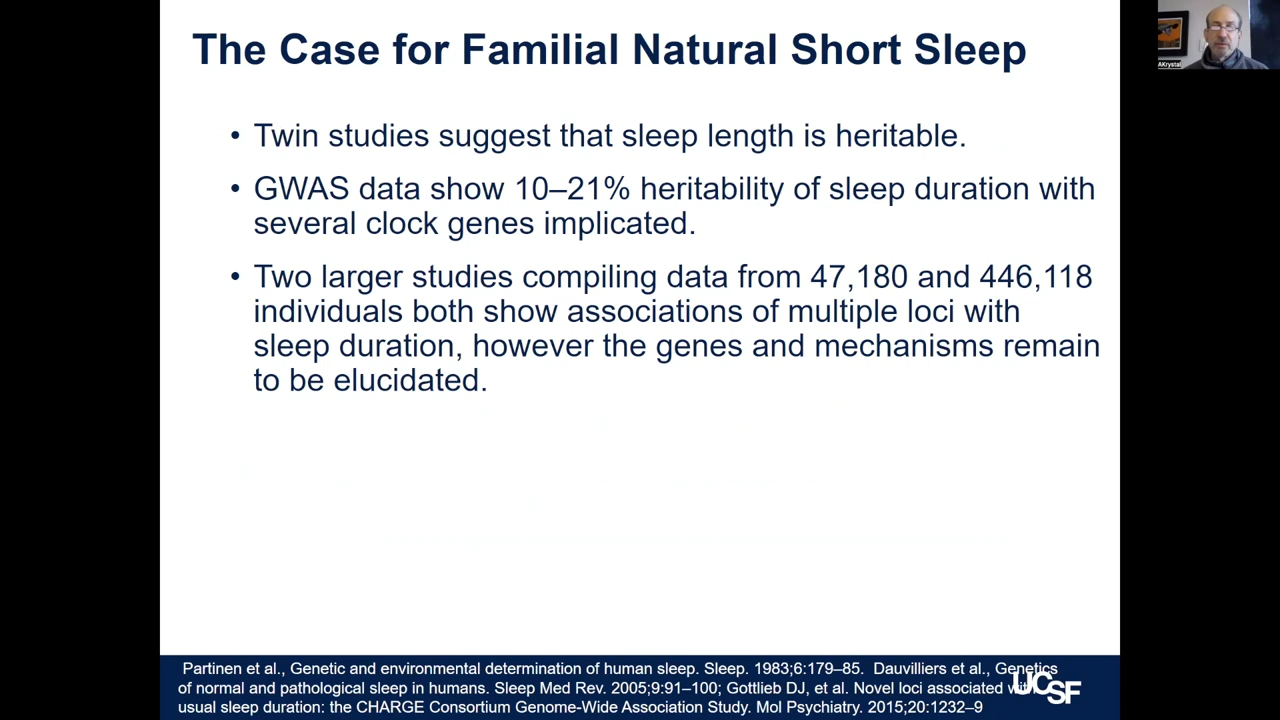 The Case for Familial Natural Short Sleep
• Twin studies suggest that sleep length is heritable.
• GWAS data show 10–21% heritability of sleep duration with
several clock genes implicated.
• Two larger studies compiling data from 47,180 and 446,118
individuals both show associations of multiple loci with
sleep duration, however the genes and mechanisms remain
to be elucidated.
AKrystal
Partinen et al., Genetic and environmental determination of human sleep. Sleep. 1983;6:179–85. Dauvilliers et al., Genetics
of normal and pathological sleep in humans. Sleep Med Rev. 2005;9:91–100; Gottlieb DJ, et al. Novel loci associated with
usual sleep duration: the CHARGE Consortium Genome-Wide Association Study. Mol Psychiatry. 2015;20:1232–9
UCSF